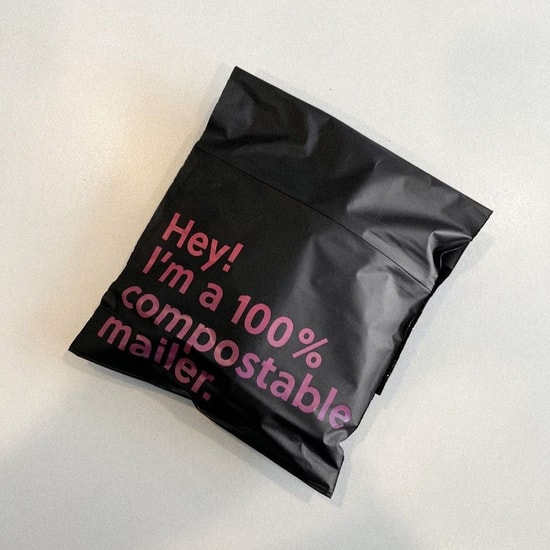 Hey!
I'm a 100%
compostable
mailer.